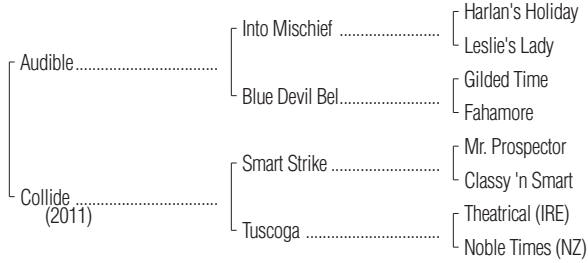 Harlan's Holiday
Into Mischief ....................
Leslie's Lady
Audible ................................
Gilded Time
Blue Devil Bel ....................
Fahamore
Mr. Prospector
Smart Strike ......................
Classy 'n Smart
Collide ................................
(2011)
Theatrical (IRE)
Tuscoga ...........................
Noble Times (NZ)